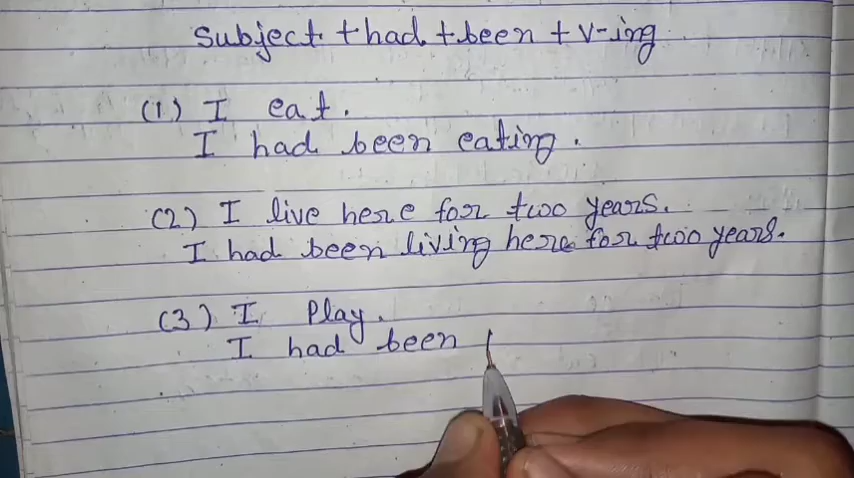 Subject + had + been + v-ing
(1) I eat.
I had been eating.
(2) I live here for two years.
I had been living here for two years.
(3) I Play.
I had been